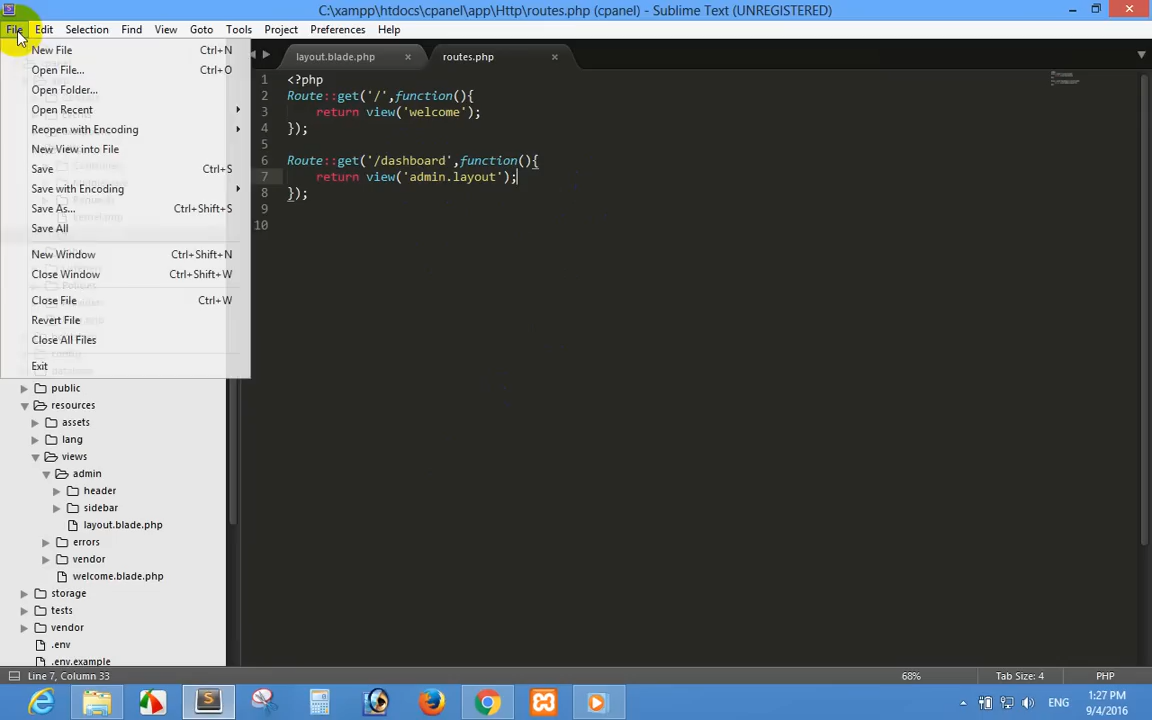 C:\xampp\htdocs\cpanel\app\Http\routes.php (cpanel) - Sublime Text (UNREGISTERED)
File Edit Selection Find View Goto Tools Project Preferences Help
layout.blade.php routes.php
New File Ctrl+N
Open File... Ctrl+O
Open Folder...
Open Recent
Reopen with Encoding
New View into File
Save Ctrl+S
Save with Encoding
Save As... Ctrl+Shift+S
Save All
New Window Ctrl+Shift+N
Close Window Ctrl+Shift+W
Close File Ctrl+W
Revert File
Close All Files
Exit
public
resources
assets
lang
views
admin
header
sidebar
layout.blade.php
errors
vendor
welcome.blade.php
storage
tests
vendor
.env
.env.example
1 <?php
2 Route::get('/',function(){
3 return view('welcome');
4 });
5
6 Route::get('/dashboard',function(){
7 return view('admin.layout');
8 });
9
10
Line 7, Column 33 68% Tab Size: 4 PHP
ENG
1:27 PM
9/4/2016